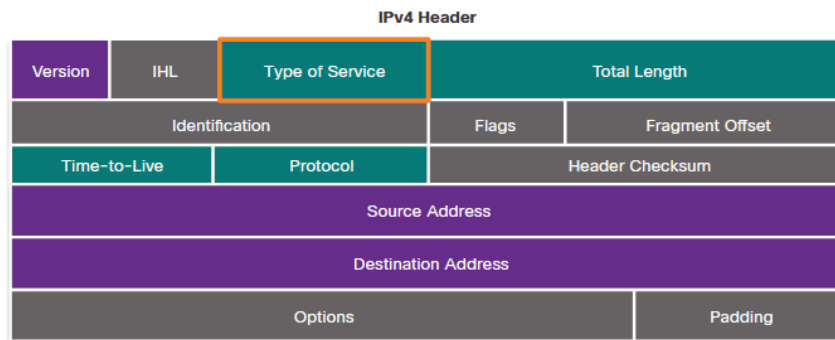 IPv4 Header
Version IHL Type of Service Total Length
Identification Flags Fragment Offset
Time-to-Live Protocol Header Checksum
Source Address
Destination Address
Options Padding